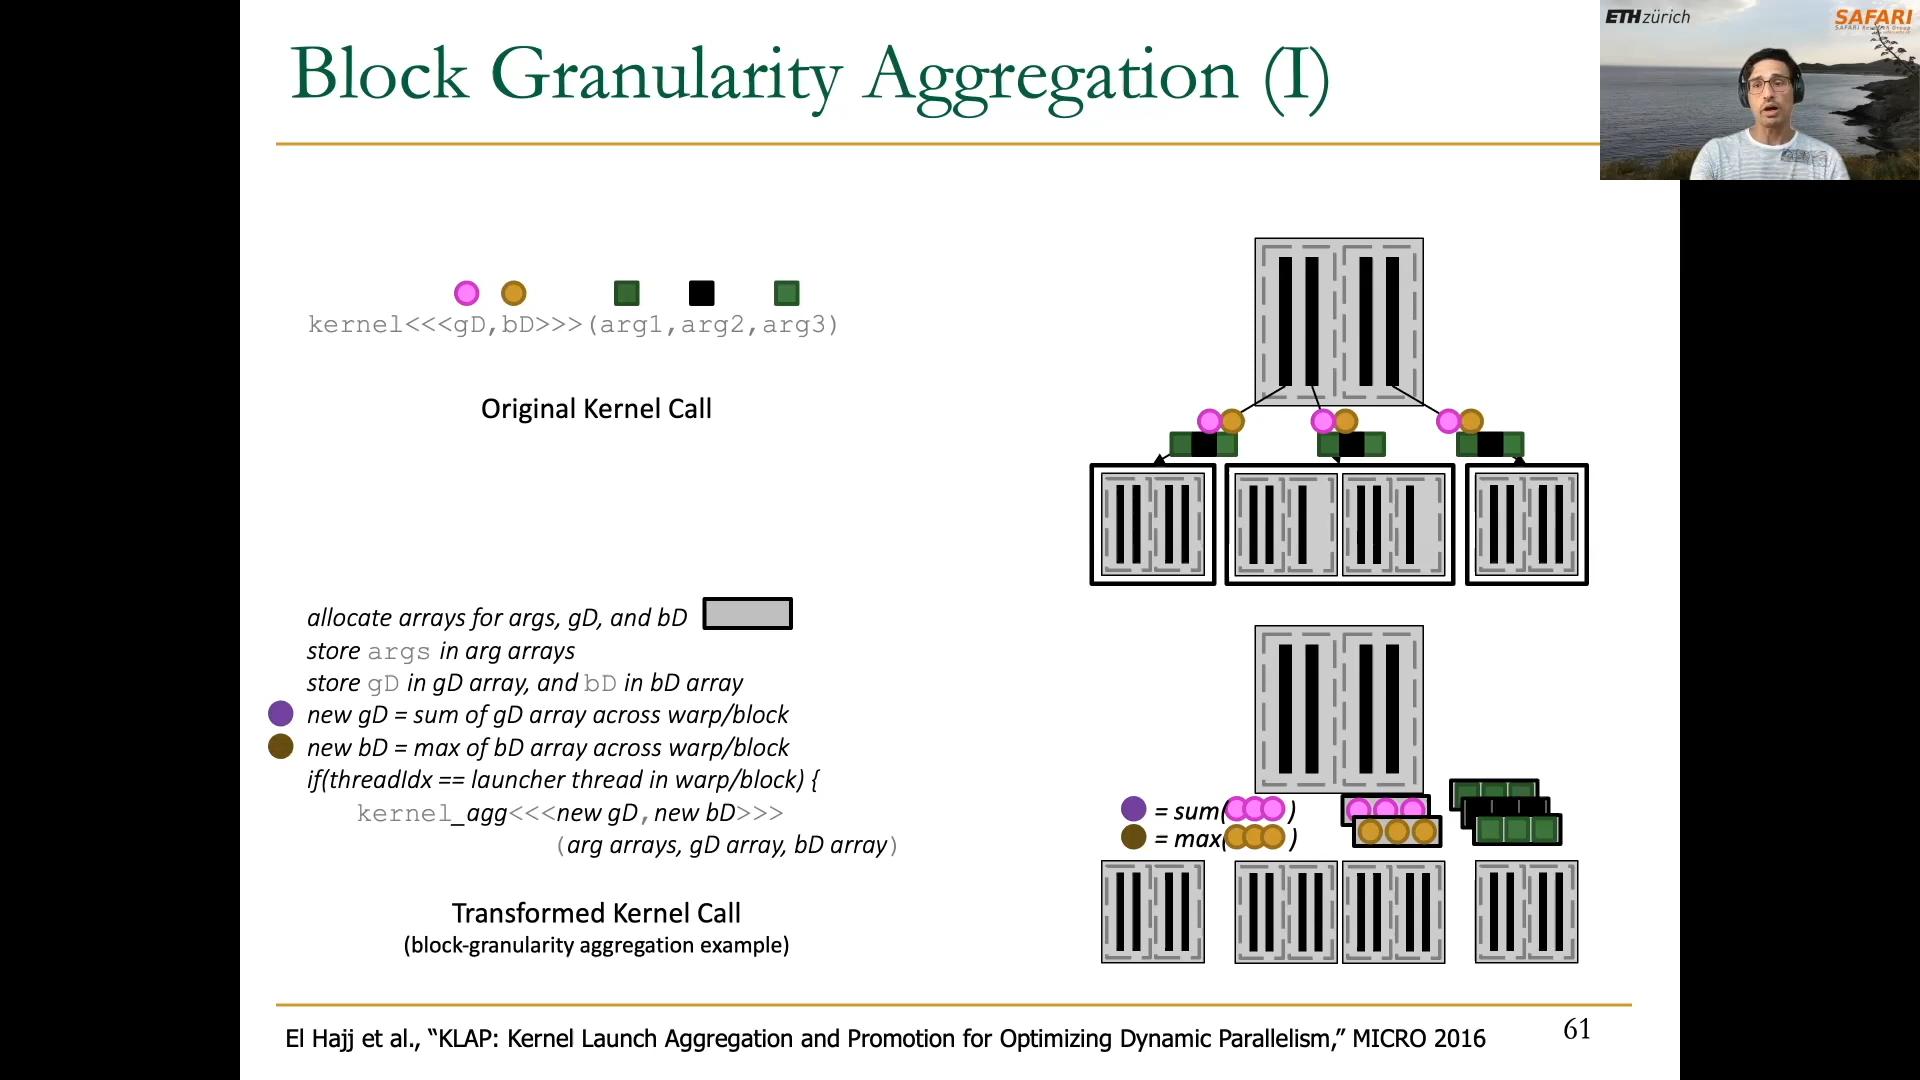 Block Granularity Aggregation (I)
ETH zürich
SAFARI
SAFARI Research Group
kernel<<<gD,bD>>>(arg1,arg2,arg3)
Original Kernel Call
allocate arrays for args, gD, and bD
store args in arg arrays
store gD in gD array, and bD in bD array
new gD = sum of gD array across warp/block
new bD = max of bD array across warp/block
if(threadIdx == launcher thread in warp/block) {
kernel_agg<<<new gD,new bD>>>
(arg arrays, gD array, bD array)
Transformed Kernel Call
(block-granularity aggregation example)
= sum( )
= max( )
El Hajj et al., “KLAP: Kernel Launch Aggregation and Promotion for Optimizing Dynamic Parallelism,” MICRO 2016
61